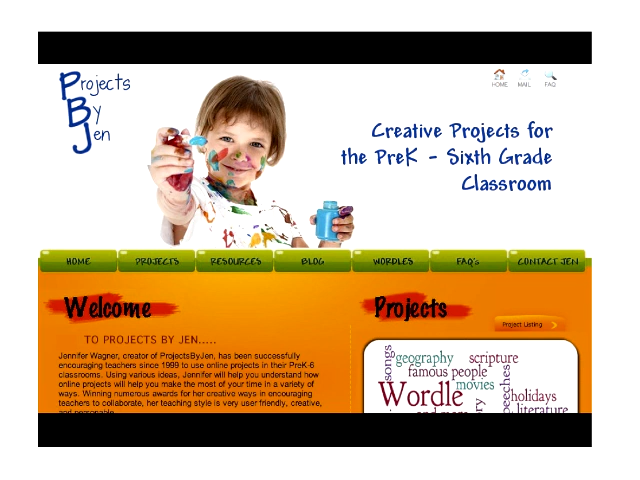 Projects
By
Jen
HOME MAIL FAQ
Creative Projects for
the PreK - Sixth Grade
Classroom
HOME PROJECTS RESOURCES BLOG WORDLES FAQ's CONTACT JEN
Welcome
TO PROJECTS BY JEN.....
Jennifer Wagner, creator of ProjectsByJen, has been successfully
encouraging teachers since 1999 to use online projects in their PreK-6
classrooms. Using various ideas, Jennifer will help you understand how
online projects will help you make the most of your time in a variety of
ways. Winning numerous awards for her creative ways in encouraging
teachers to collaborate, her teaching style is very user friendly, creative,
and personable.
Projects
Project Listing
songs
geography scripture
famous people
Wordle movies
speeches
holidays
literature